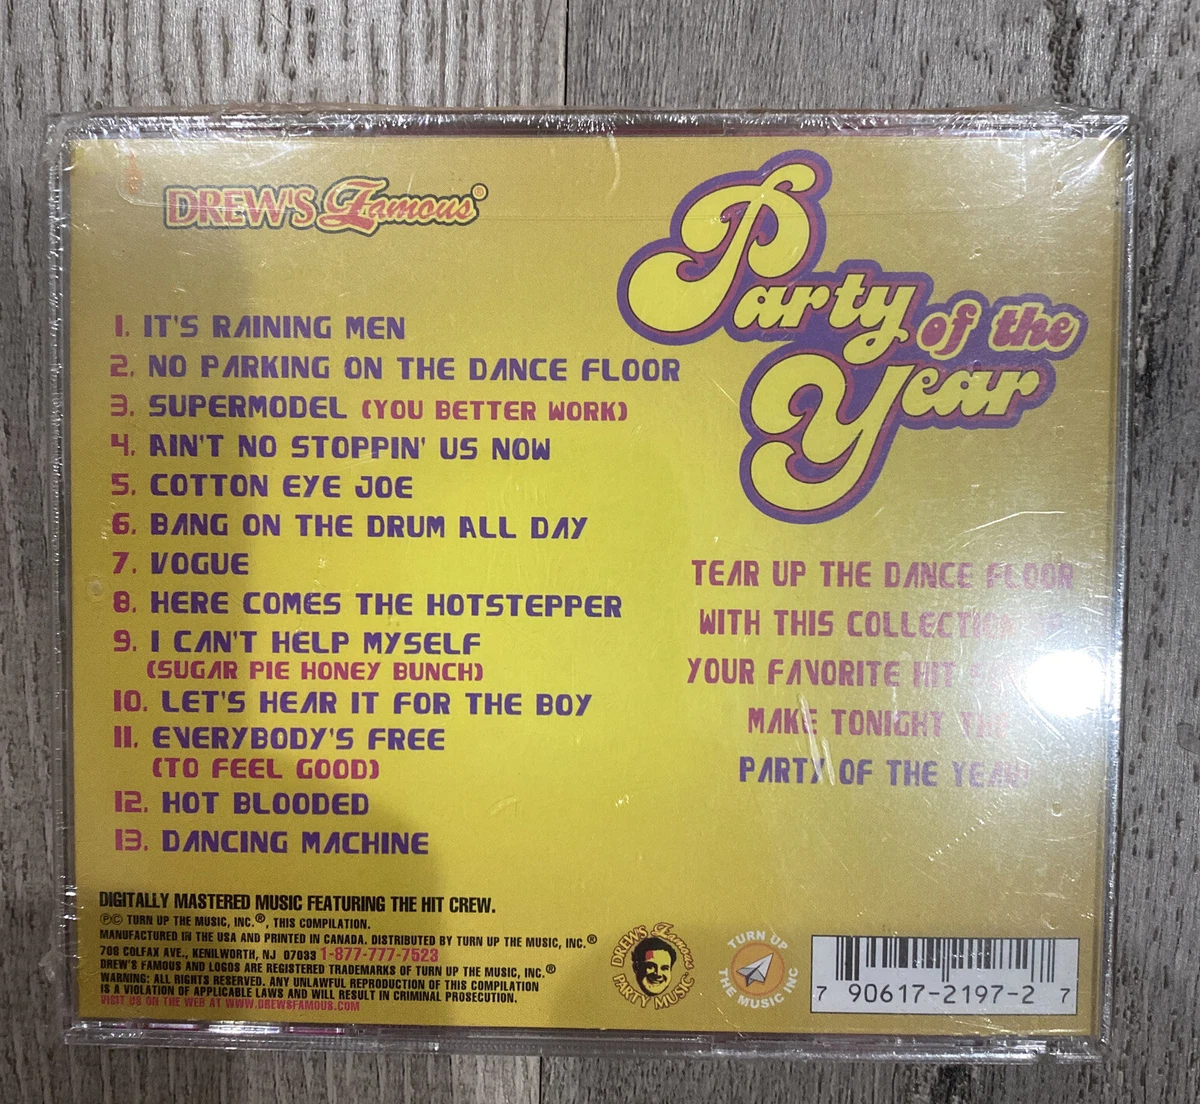 DREW'S Famous®
Party of the
Year
1. IT'S RAINING MEN
2. NO PARKING ON THE DANCE FLOOR
3. SUPERMODEL (YOU BETTER WORK)
4. AIN'T NO STOPPIN' US NOW
5. COTTON EYE JOE
6. BANG ON THE DRUM ALL DAY
7. VOGUE
8. HERE COMES THE HOTSTEPPER
9. I CAN'T HELP MYSELF
(SUGAR PIE HONEY BUNCH)
10. LET'S HEAR IT FOR THE BOY
11. EVERYBODY'S FREE
(TO FEEL GOOD)
12. HOT BLOODED
13. DANCING MACHINE
TEAR UP THE DANCE FLOOR
WITH THIS COLLECTION
YOUR FAVORITE HIT
MAKE TONIGHT THE
PARTY OF THE YEAR!
DIGITALLY MASTERED MUSIC FEATURING THE HIT CREW.
℗© TURN UP THE MUSIC, INC.®, THIS COMPILATION.
MANUFACTURED IN THE USA AND PRINTED IN CANADA. DISTRIBUTED BY TURN UP THE MUSIC, INC.®
708 COLFAX AVE., KENILWORTH, NJ 07033 1-877-777-7523
DREW'S FAMOUS AND LOGOS ARE REGISTERED TRADEMARKS OF TURN UP THE MUSIC, INC.®
WARNING: ALL RIGHTS RESERVED. ANY UNLAWFUL REPRODUCTION OF THIS COMPILATION
IS A VIOLATION OF APPLICABLE LAWS AND WILL RESULT IN CRIMINAL PROSECUTION.
VISIT US ON THE WEB AT WWW.DREWSFAMOUS.COM
DREW'S Famous
PARTY MUSIC
TURN UP
THE MUSIC INC
7 90617-2197-2 7